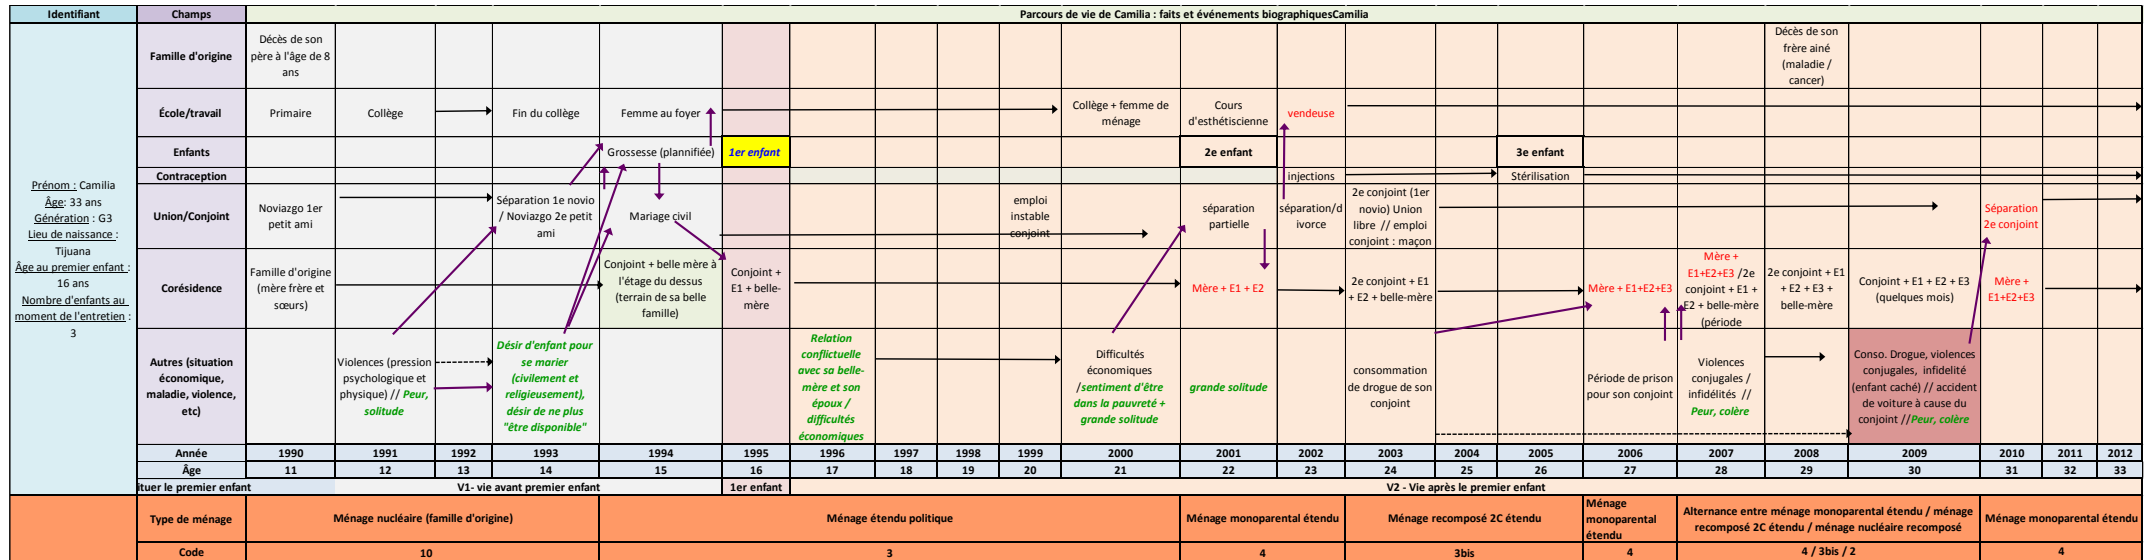 Identifiant
Champs
Parcours de vie de Camilia : faits et événements biographiquesCamilia
Prénom : Camilia
Âge: 33 ans
Génération : G3
Lieu de naissance :
Tijuana
Âge au premier enfant :
16 ans
Nombre d'enfants au
moment de l'entretien :
3
Famille d'origine
Décès de son
père à l'âge de 8
ans
Décès de son
frère ainé
(maladie /
cancer)
École/travail
Primaire
Collège
Fin du collège
Femme au foyer
Collège + femme de
ménage
Cours
d'esthétiscienne
vendeuse
Enfants
Grossesse (plannifiée)
1er enfant
2e enfant
3e enfant
Contraception
injections
Stérilisation
Union/Conjoint
Noviazgo 1er
petit ami
Séparation 1e novio
/ Noviazgo 2e petit
ami
Mariage civil
emploi
instable
conjoint
séparation
partielle
séparation/d
ivorce
2e conjoint (1er
novio) Union
libre // emploi
conjoint : maçon
Séparation
2e conjoint
Corésidence
Famille d'origine
(mère frère et
sœurs)
Conjoint + belle mère à
l'étage du dessus
(terrain de sa belle
famille)
Conjoint +
E1 + belle-
mère
Mère + E1 + E2
2e conjoint + E1
+ E2 + belle-mère
Mère + E1+E2+E3
Mère +
E1+E2+E3 /2e
conjoint + E1 +
E2 + belle-mère
(période
2e conjoint + E1
+ E2 + E3 +
belle-mère
Conjoint + E1 + E2 + E3
(quelques mois)
Mère +
E1+E2+E3
Autres (situation
économique,
maladie, violence,
etc)
Violences (pression
psychologique et
physique) // Peur,
solitude
Désir d'enfant pour
se marier
(civilement et
religieusement),
désir de ne plus
"être disponible"
Relation
conflictuelle
avec sa belle-
mère et son
époux /
difficultés
économiques
Difficultés
économiques
/sentiment d'être
dans la pauvreté +
grande solitude
grande solitude
consommation
de drogue de son
conjoint
Période de prison
pour son conjoint
Violences
conjugales /
infidélités //
Peur, colère
Conso. Drogue, violences
conjugales, infidelité
(enfant caché) // accident
de voiture à cause du
conjoint //Peur, colère
Année
1990 1991 1992 1993 1994 1995 1996 1997 1998 1999 2000 2001 2002 2003 2004 2005 2006 2007 2008 2009 2010 2011 2012
Âge
11 12 13 14 15 16 17 18 19 20 21 22 23 24 25 26 27 28 29 30 31 32 33
ituer le premier enfant
V1- vie avant premier enfant
1er enfant
V2 - Vie après le premier enfant
Type de ménage
Ménage nucléaire (famille d'origine)
Ménage étendu politique
Ménage monoparental étendu
Ménage recomposé 2C étendu
Ménage
monoparental
étendu
Alternance entre ménage monoparental étendu / ménage
recomposé 2C étendu / ménage nucléaire recomposé
Ménage monoparental étendu
Code
10
3
4
3bis
4
4 / 3bis / 2
4